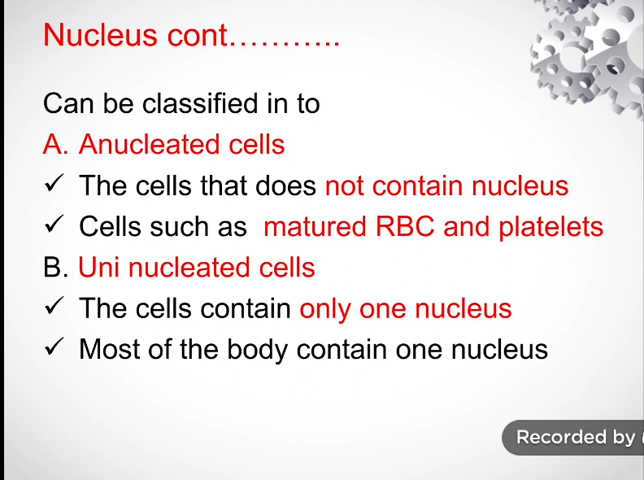 Nucleus cont………..
Can be classified in to
A. Anucleated cells
✓ The cells that does not contain nucleus
✓ Cells such as matured RBC and platelets
B. Uni nucleated cells
✓ The cells contain only one nucleus
✓ Most of the body contain one nucleus
Recorded by